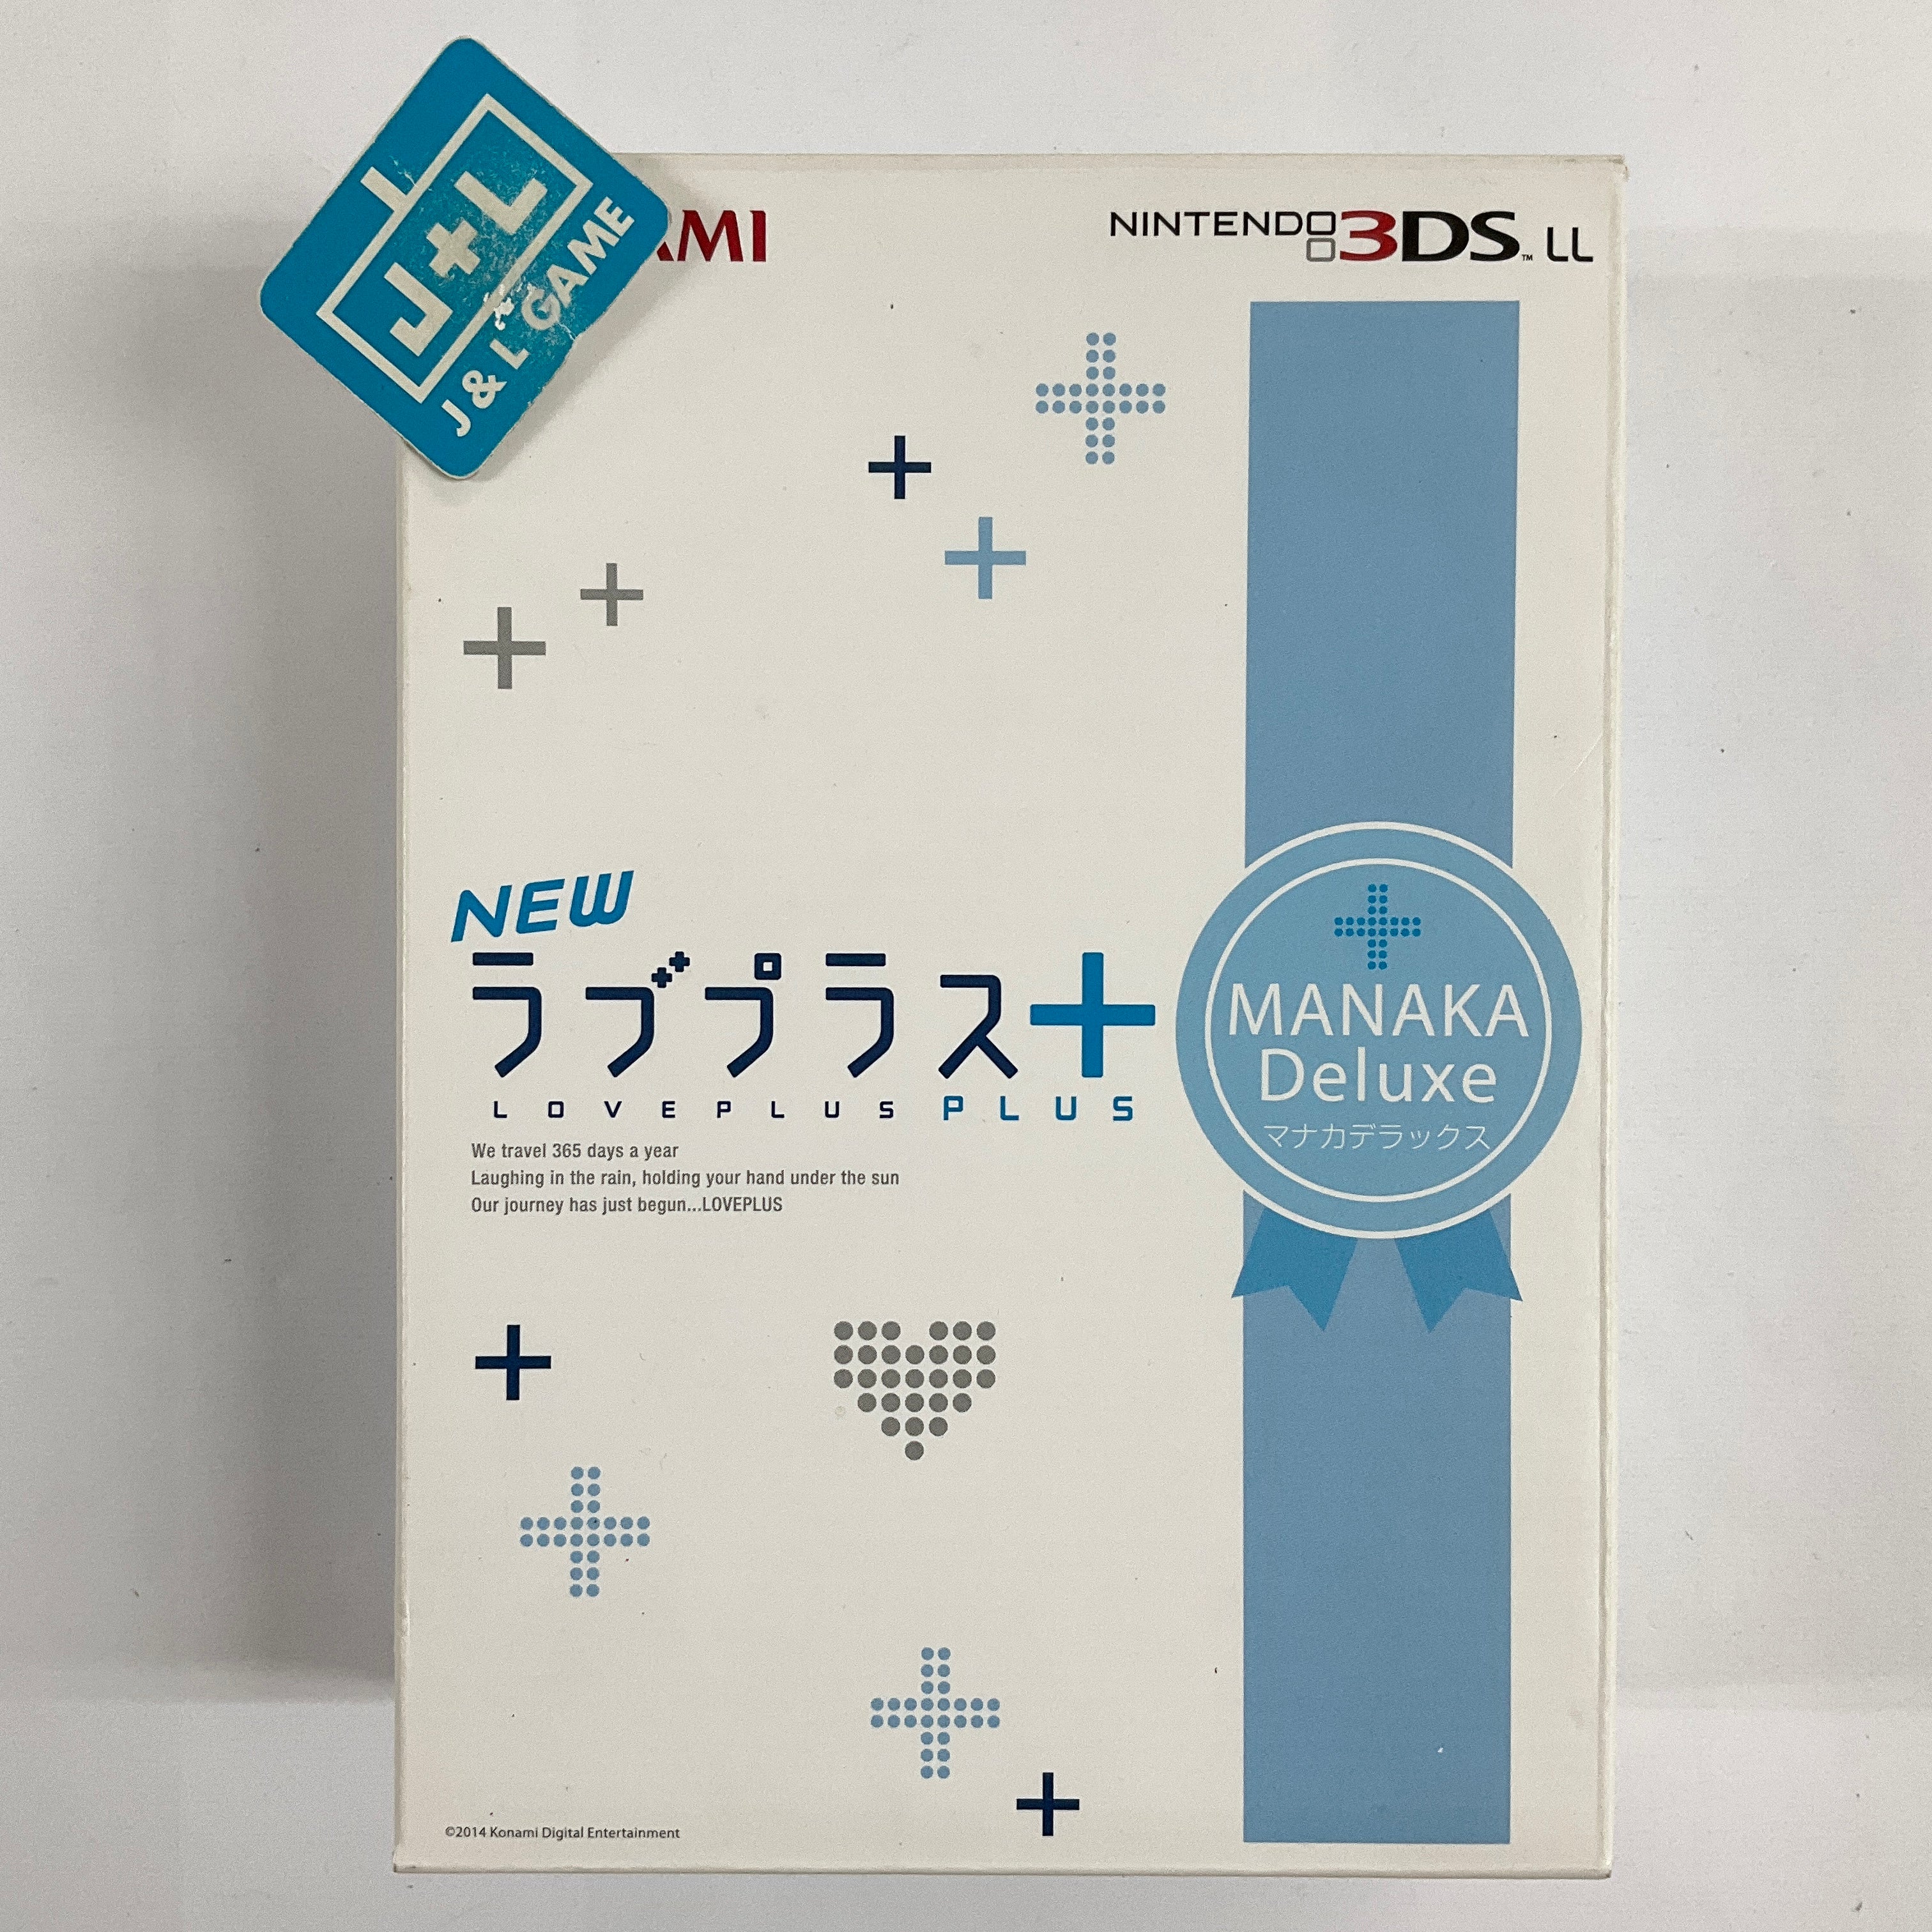 J+L
J & L GAME
AMI
NINTENDO3DS™ LL
NEW
ラブプラス+
LOVEPLUS PLUS
We travel 365 days a year
Laughing in the rain, holding your hand under the sun
Our journey has just begun...LOVEPLUS
MANAKA
Deluxe
マナカデラックス
©2014 Konami Digital Entertainment